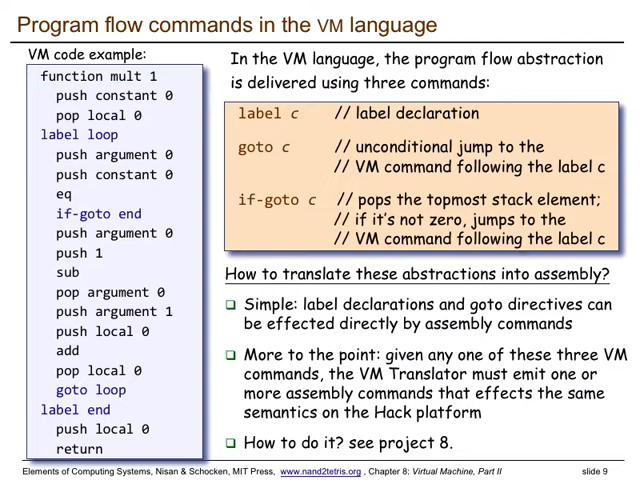 Program flow commands in the VM language
VM code example:
function mult 1
push constant 0
pop local 0
label loop
push argument 0
push constant 0
eq
if-goto end
push argument 0
push 1
sub
pop argument 0
push argument 1
push local 0
add
pop local 0
goto loop
label end
push local 0
return
In the VM language, the program flow abstraction
is delivered using three commands:
label c // label declaration
goto c // unconditional jump to the
// VM command following the label c
if-goto c // pops the topmost stack element;
// if it's not zero, jumps to the
// VM command following the label c
How to translate these abstractions into assembly?
❑ Simple: label declarations and goto directives can
be effected directly by assembly commands
❑ More to the point: given any one of these three VM
commands, the VM Translator must emit one or
more assembly commands that effects the same
semantics on the Hack platform
❑ How to do it? see project 8.
Elements of Computing Systems, Nisan & Schocken, MIT Press, www.nand2tetris.org , Chapter 8: Virtual Machine, Part II slide 9